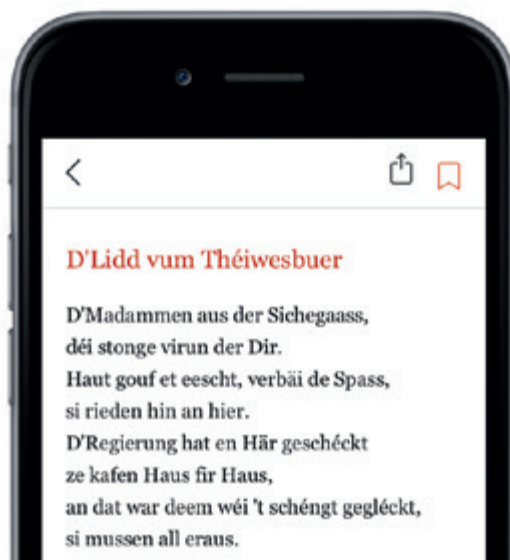 D'Lidd vum Théiwesbuer
D'Madammen aus der Sichegaass,
déi stonge virun der Dir.
Haut gouf et eescht, verbäi de Spass,
si rieden hin an hier.
D'Regierung hat en Här geschéckt
ze kafen Haus fir Haus,
an dat war deem wéi 't schéngt gegléckt,
si mussen all eraus.